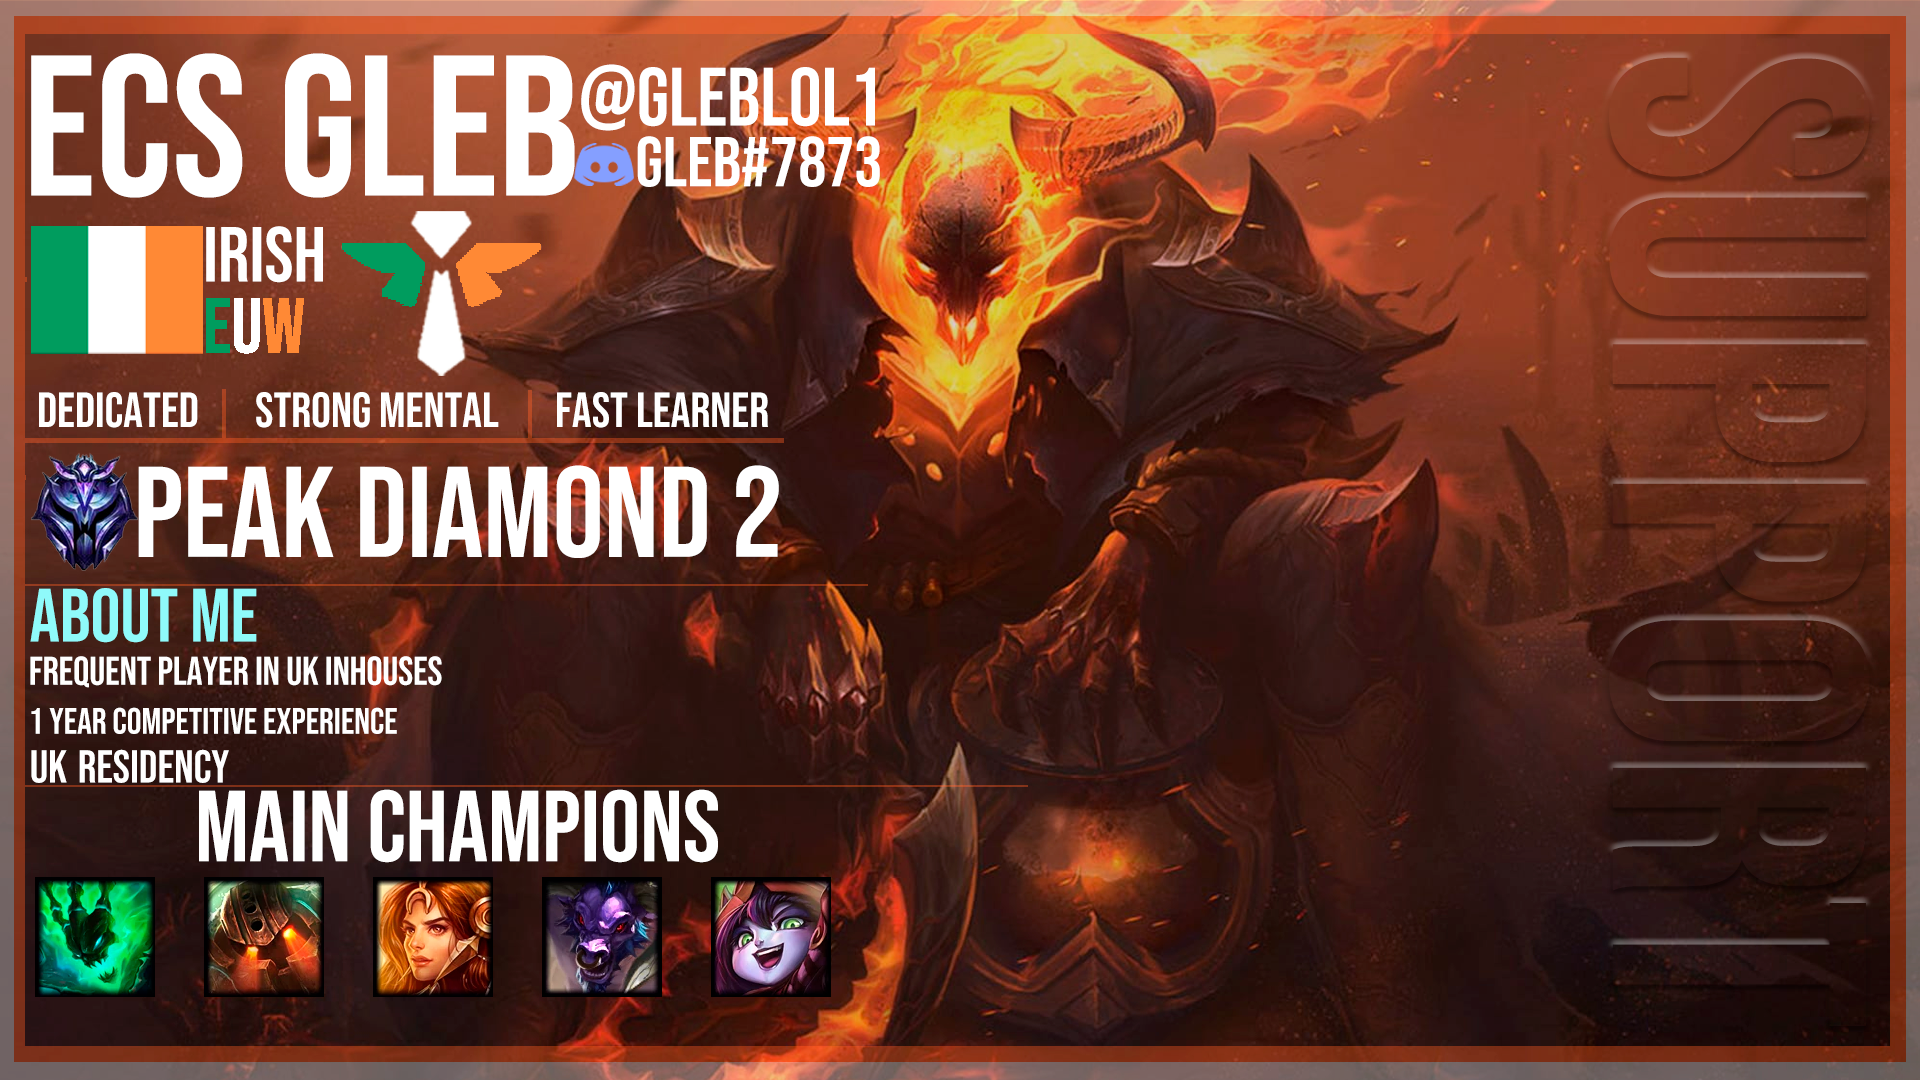 ECS GLEB
@GLEBLOL1
GLEB#7873
IRISH
EUW
DEDICATED
STRONG MENTAL
FAST LEARNER
PEAK DIAMOND 2
ABOUT ME
FREQUENT PLAYER IN UK INHOUSES
1 YEAR COMPETITIVE EXPERIENCE
UK RESIDENCY
MAIN CHAMPIONS
SUPPORT